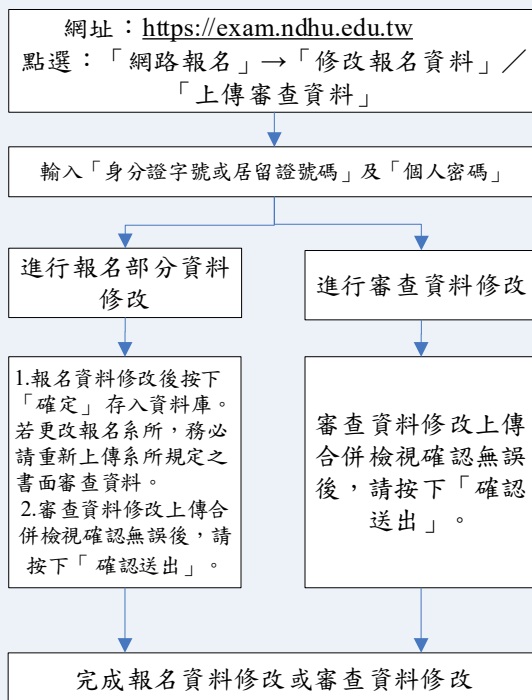 網址：https://exam.ndhu.edu.tw
點選：「網路報名」→「修改報名資料」／
「上傳審查資料」
輸入「身分證字號或居留證號碼」及「個人密碼」
進行報名部分資料
修改
進行審查資料修改
1.報名資料修改後按下
「確定」存入資料庫。
若更改報名系所，務必
請重新上傳系所規定之
書面審查資料。
2.審查資料修改上傳合
併檢視確認無誤後，請
按下「 確認送出」。
審查資料修改上傳
合併檢視確認無誤
後，請按下「確認
送出」。
完成報名資料修改或審查資料修改